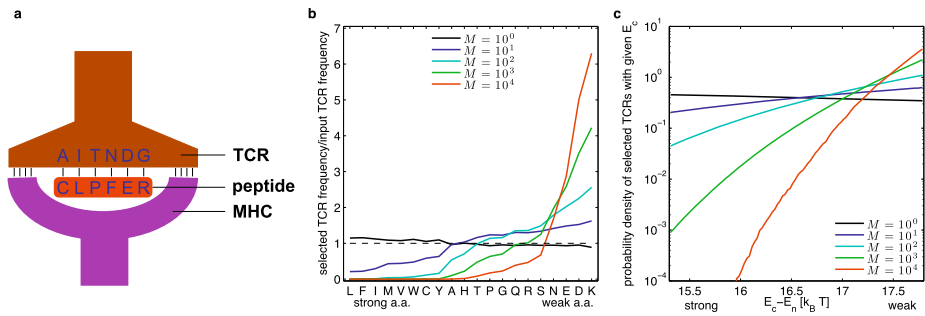 a
A I T N D G
TCR
C L P F E R
peptide
MHC
b
selected TCR frequency/input TCR frequency
7
6
5
4
3
2
1
0
M = 10^0
M = 10^1
M = 10^2
M = 10^3
M = 10^4
L F I M V W C Y A H T P G Q R S N E D K
strong a.a.
weak a.a.
c
probability density of selected TCRs with given E_c
10^1
10^0
10^-1
10^-2
10^-3
10^-4
M = 10^0
M = 10^1
M = 10^2
M = 10^3
M = 10^4
15.5 16 16.5 17 17.5
strong
E_c−E_n [k_B T]
weak